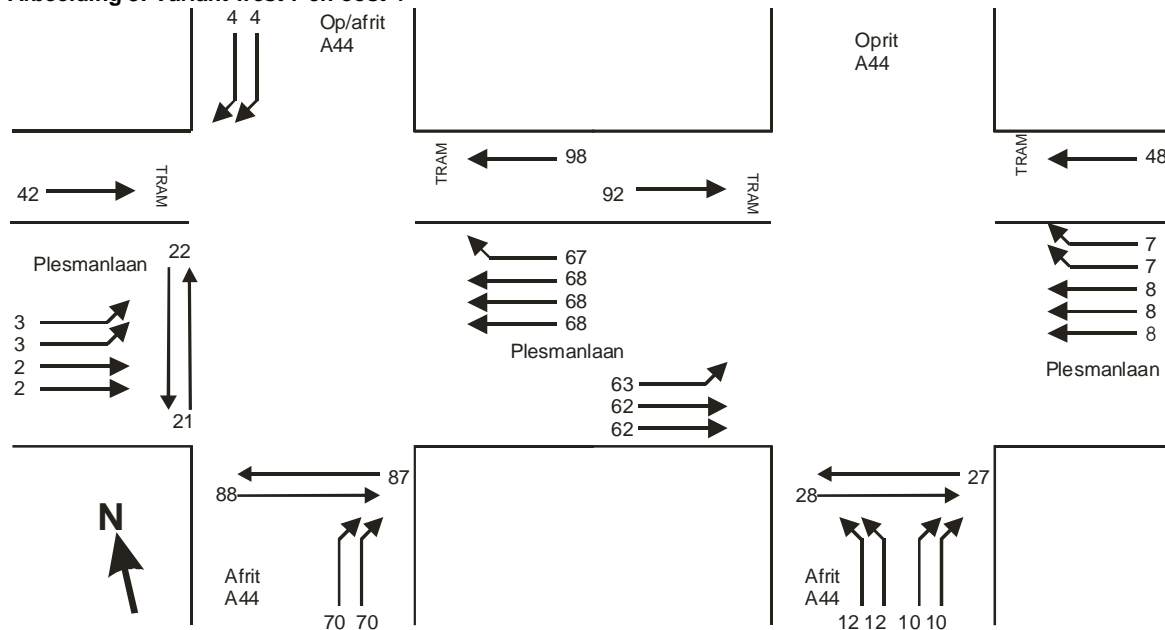 4 4
Op/afrit
A44
Oprit
A44
42
TRAM
TRAM
98
92
TRAM
TRAM
48
Plesmanlaan
22
3
3
2
2
21
67
68
68
68
Plesmanlaan
63
62
62
7
7
8
8
8
Plesmanlaan
N
88
87
Afrit
A44
70 70
28
27
Afrit
A44
12 12 10 10